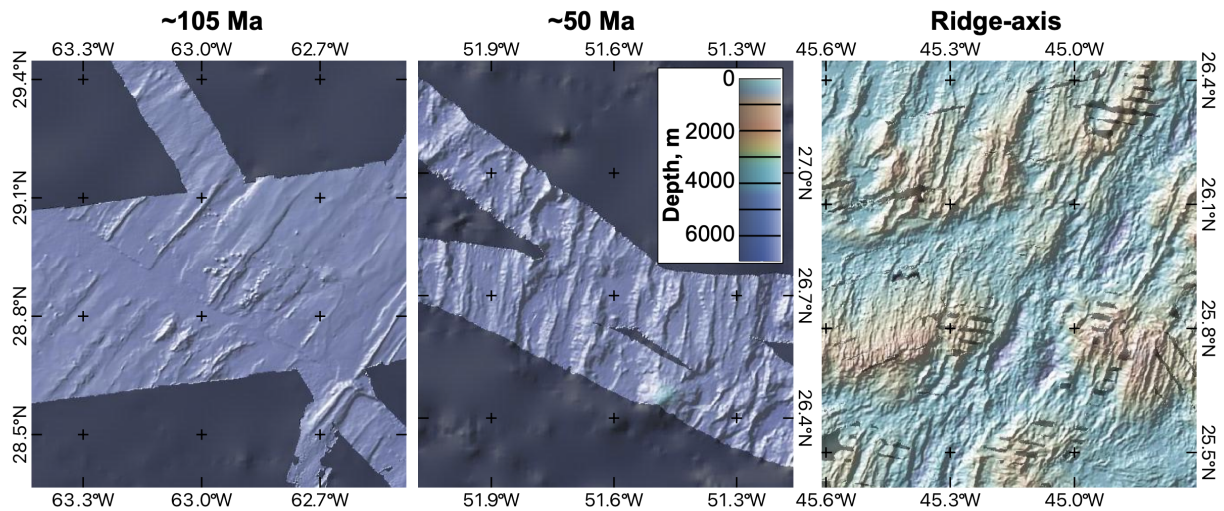 ~105 Ma
~50 Ma
Ridge-axis
63.3°W 63.0°W 62.7°W
51.9°W 51.6°W 51.3°W
45.6°W 45.3°W 45.0°W
29.4°N
29.1°N
28.8°N
28.5°N
Depth, m
0
2000
4000
6000
27.0°N
26.7°N
26.4°N
26.4°N
26.1°N
25.8°N
25.5°N
63.3°W 63.0°W 62.7°W
51.9°W 51.6°W 51.3°W
45.6°W 45.3°W 45.0°W